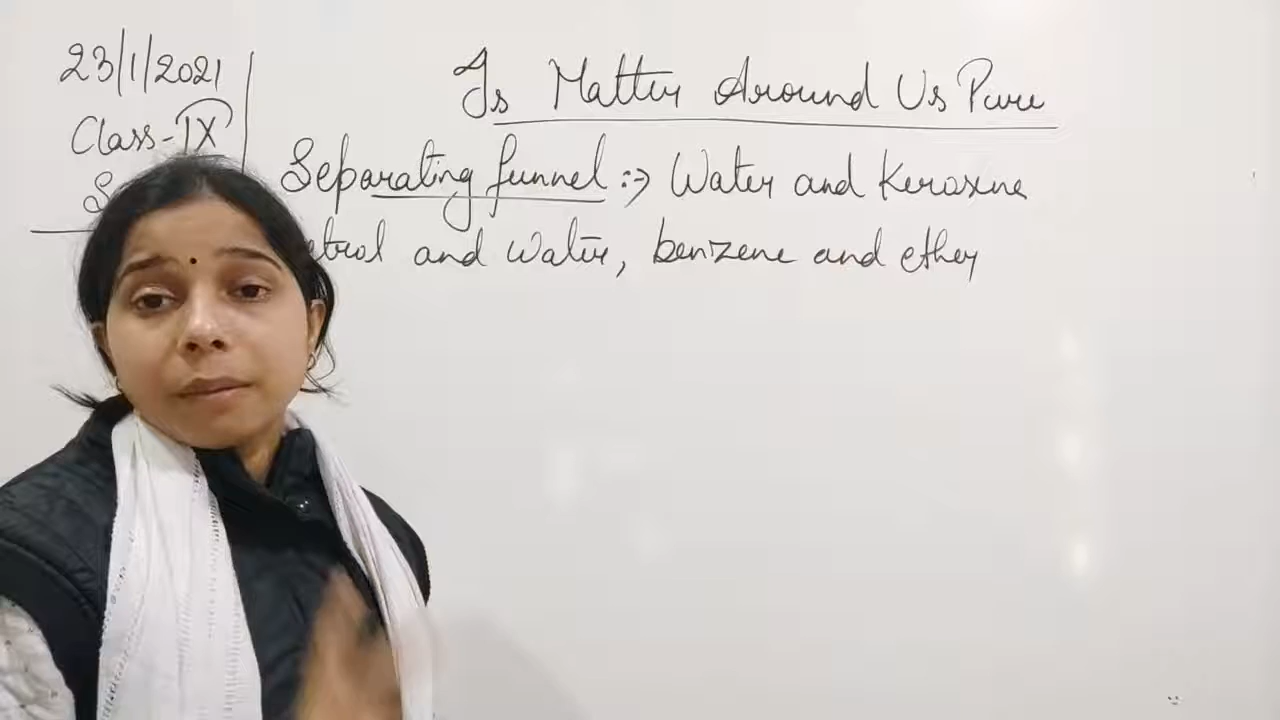 23/1/2021
Class-IX
Is Matter Around Us Pure
Separating funnel :→ Water and Kerosene
and water, benzene and ether